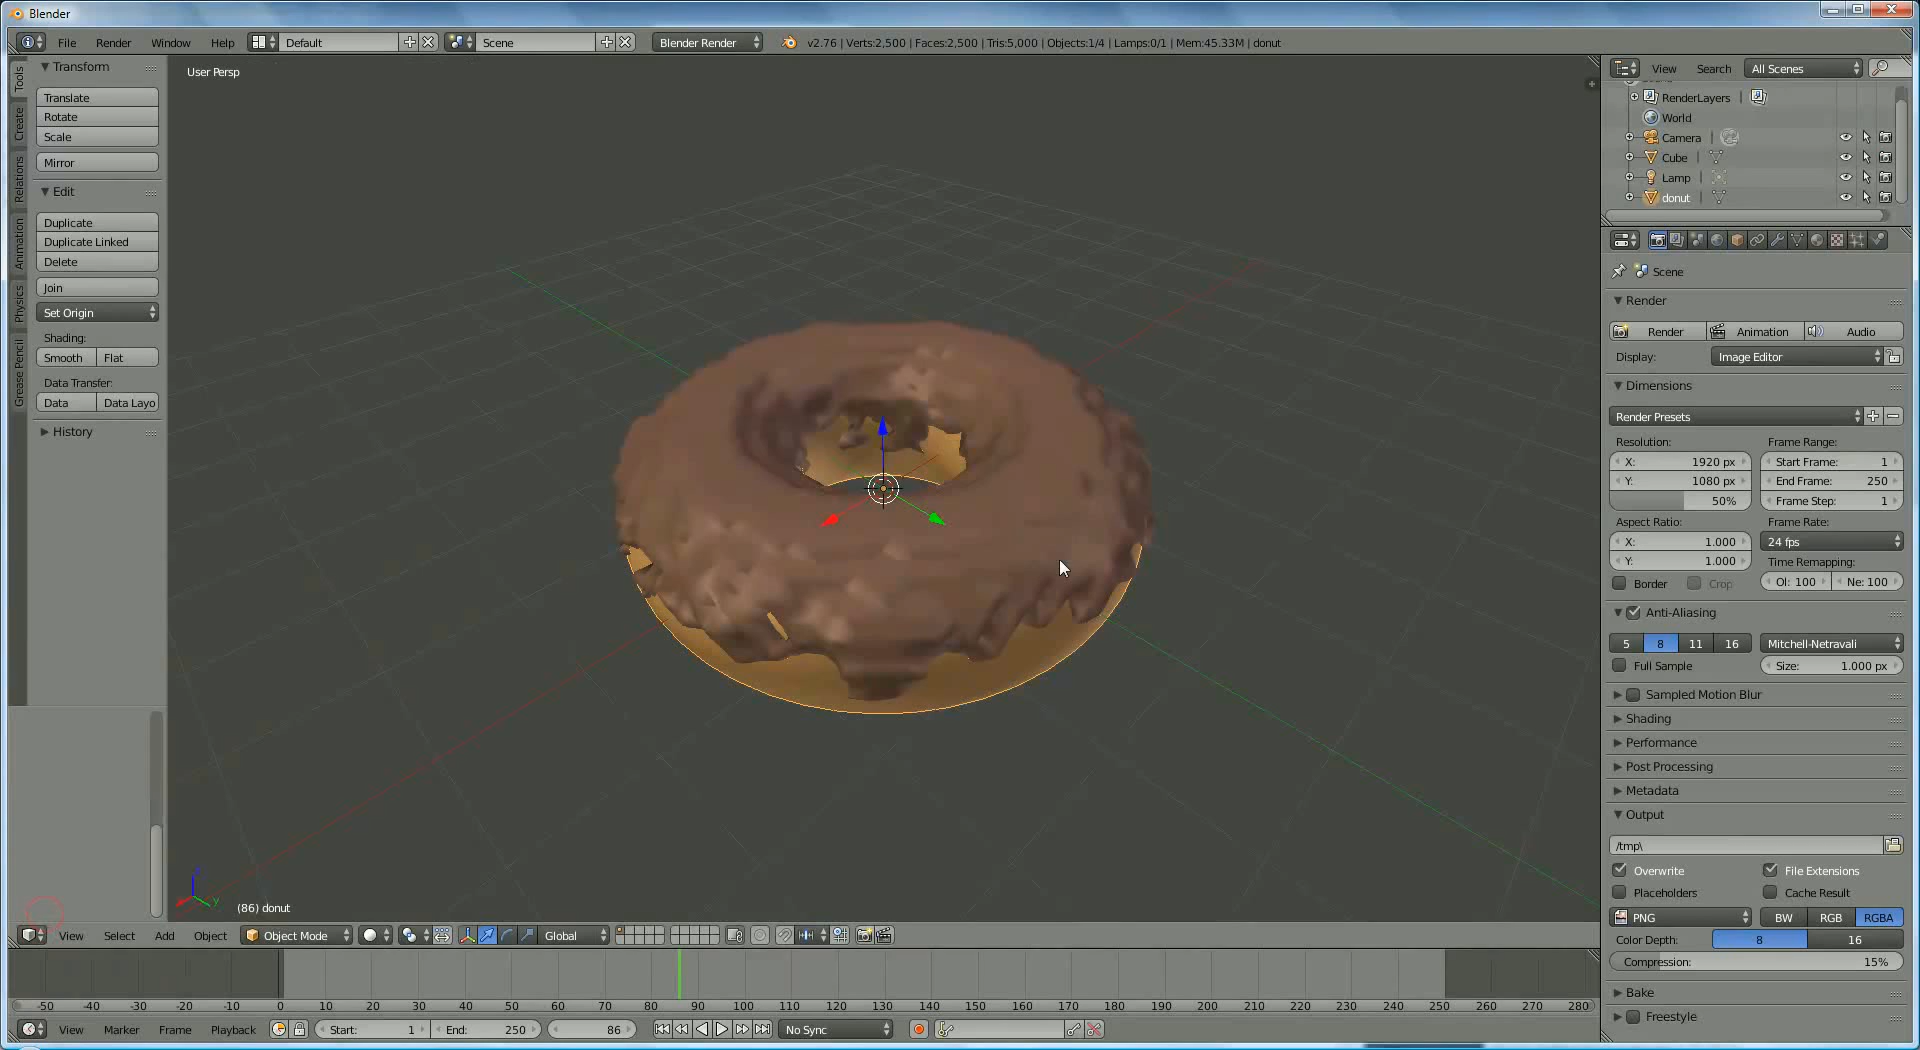 Blender
File Render Window Help Default Scene Blender Render v2.76 | Verts:2,500 | Faces:2,500 | Tris:5,000 | Objects:1/4 | Lamps:0/1 | Mem:45.33M | donut
Tools
Create
Relations
Animation
Physics
Grease Pencil
Transform
Translate
Rotate
Scale
Mirror
Edit
Duplicate
Duplicate Linked
Delete
Join
Set Origin
Shading:
Smooth Flat
Data Transfer:
Data Data Layo
History
User Persp
(86) donut
View Select Add Object Object Mode Global
-50 -40 -30 -20 -10 0 10 20 30 40 50 60 70 80 90 100 110 120 130 140 150 160 170 180 190 200 210 220 230 240 250 260 270 280
View Marker Frame Playback Start: 1 End: 250 86 No Sync
View Search All Scenes
RenderLayers
World
Camera
Cube
Lamp
donut
Scene
Render
Render Animation Audio
Display: Image Editor
Dimensions
Render Presets
Resolution: Frame Range:
X: 1920 px Start Frame: 1
Y: 1080 px End Frame: 250
50% Frame Step: 1
Aspect Ratio: Frame Rate:
X: 1.000 24 fps
Y: 1.000 Time Remapping:
Border Crop Ol: 100 Ne: 100
Anti-Aliasing
5 8 11 16 Mitchell-Netravali
Full Sample Size: 1.000 px
Sampled Motion Blur
Shading
Performance
Post Processing
Metadata
Output
/tmp\
Overwrite File Extensions
Placeholders Cache Result
PNG BW RGB RGBA
Color Depth: 8 16
Compression: 15%
Bake
Freestyle